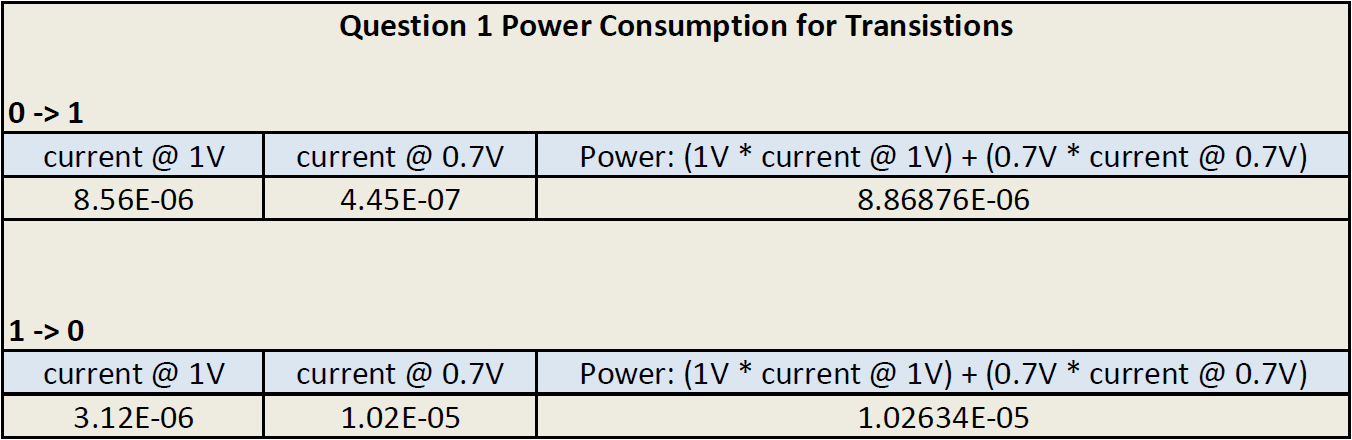 Question 1 Power Consumption for Transistions
0 -> 1
current @ 1V current @ 0.7V Power: (1V * current @ 1V) + (0.7V * current @ 0.7V)
8.56E-06 4.45E-07 8.86876E-06
1 -> 0
current @ 1V current @ 0.7V Power: (1V * current @ 1V) + (0.7V * current @ 0.7V)
3.12E-06 1.02E-05 1.02634E-05